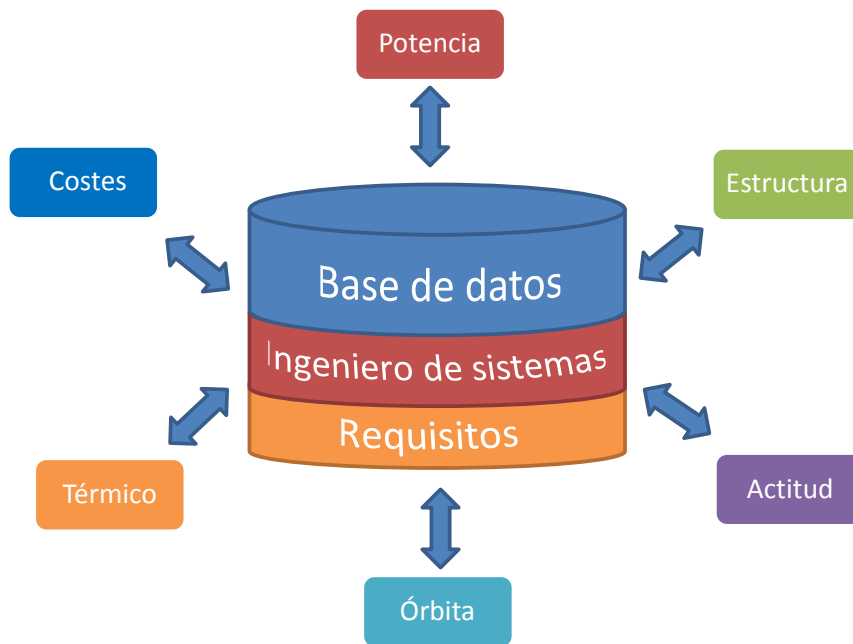 Potencia
Costes
Estructura
Base de datos
Ingeniero de sistemas
Requisitos
Térmico
Actitud
Órbita